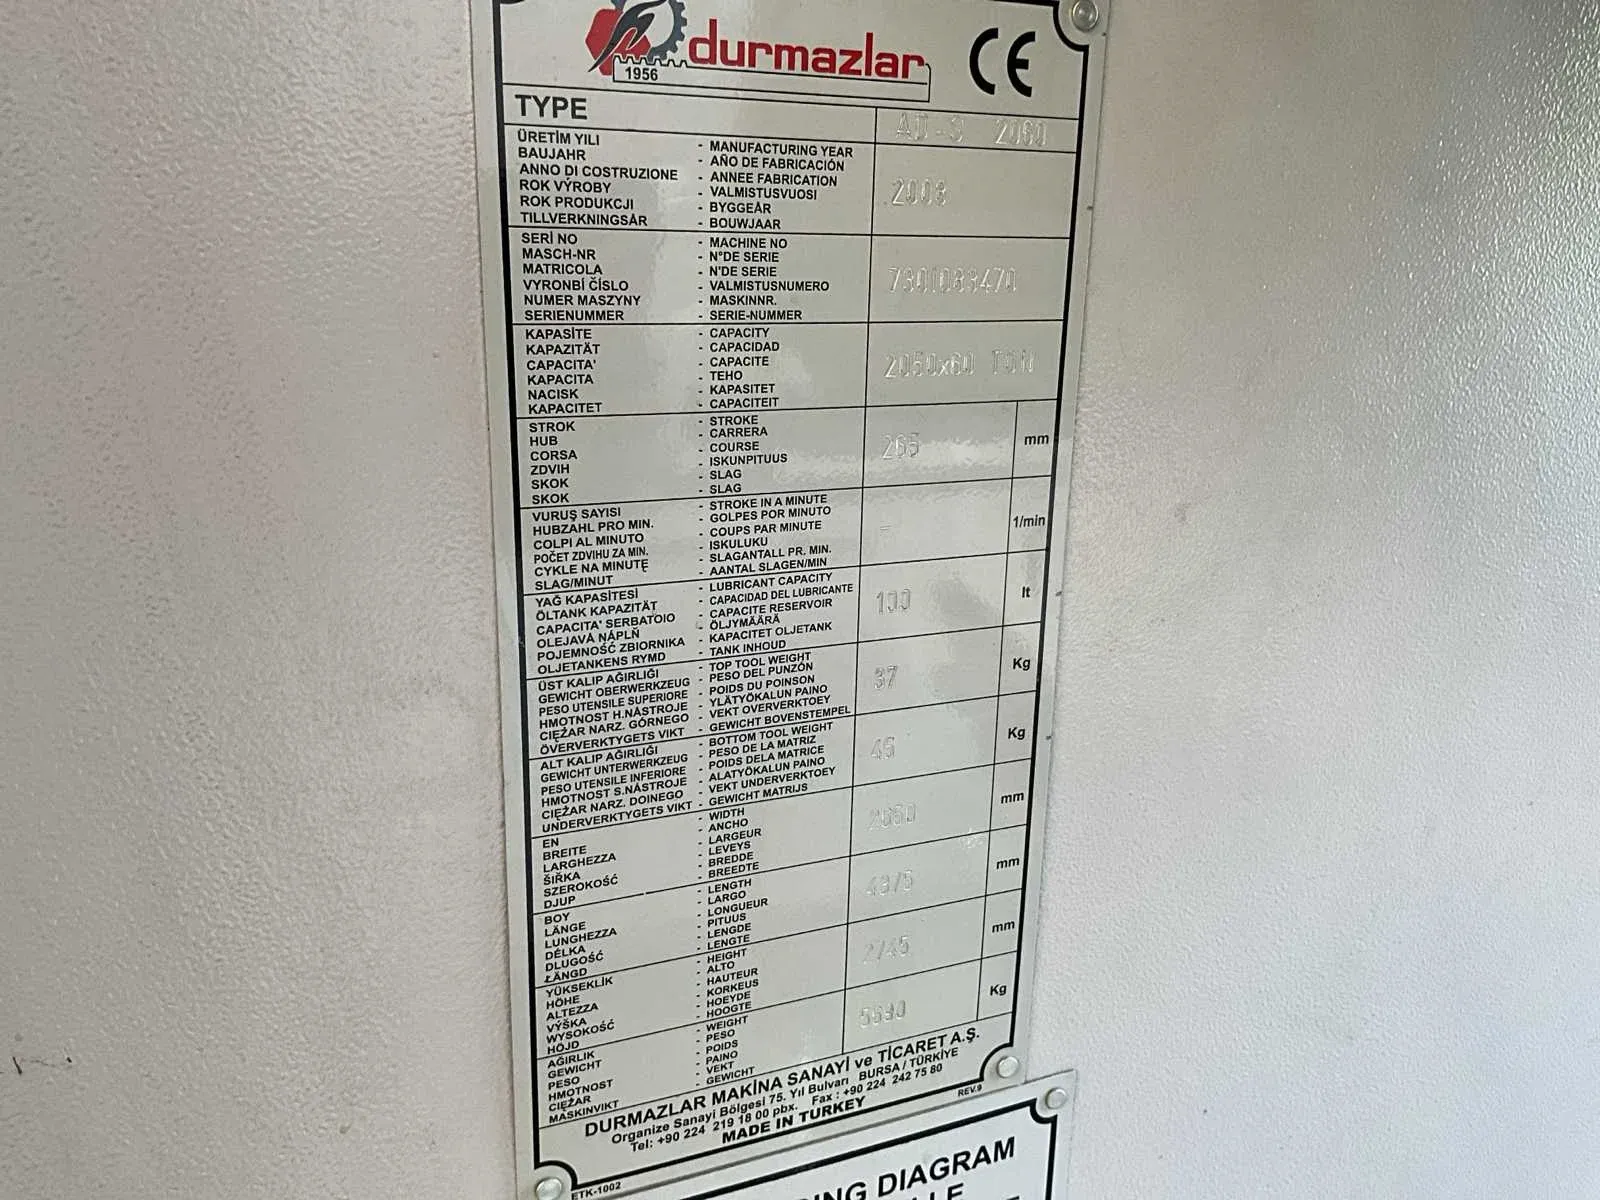 durmazlar
1956
CE
TYPE AD-S 2060
ÜRETİM YILI - MANUFACTURING YEAR
BAUJAHR - AÑO DE FABRICACIÓN
ANNO DI COSTRUZIONE - ANNEE FABRICATION
ROK VÝROBY - VALMISTUSVUOSI
ROK PRODUKCJI - BYGGEÅR
TILLVERKNINGSÅR - BOUWJAAR
2008
SERİ NO - MACHINE NO
MASCH-NR - N°DE SERIE
MATRICOLA - N'DE SERIE
VYRONBÍ ČÍSLO - VALMISTUSNUMERO
NUMER MASZYNY - MASKINNR.
SERIENUMMER - SERIE-NUMMER
7301083470
KAPASİTE - CAPACITY
KAPAZITÄT - CAPACIDAD
CAPACITA' - CAPACITE
KAPACITA - TEHO
NACISK - KAPASITET
KAPACITET - CAPACITEIT
2050x60 TON
STROK - STROKE
HUB - CARRERA
CORSA - COURSE
ZDVIH - ISKUNPITUUS
SKOK - SLAG
SKOK - SLAG
265 mm
VURUŞ SAYISI - STROKE IN A MINUTE
HUBZAHL PRO MIN. - GOLPES POR MINUTO
COLPI AL MINUTO - COUPS PAR MINUTE
POČET ZDVIHU ZA MIN. - ISKULUKU
CYKLE NA MINUTĘ - SLAGANTALL PR. MIN.
SLAG/MINUT - AANTAL SLAGEN/MIN
- 1/min
YAĞ KAPASİTESİ - LUBRICANT CAPACITY
ÖLTANK KAPAZITÄT - CAPACIDAD DEL LUBRICANTE
CAPACITA' SERBATOIO - CAPACITE RESERVOIR
OLEJAVÁ NÁPLŇ - ÖLJYMÄÄRÄ
POJEMNOŚĆ ZBIORNIKA - KAPACITET OLJETANK
OLJETANKENS RYMD - TANK INHOUD
100 lt
ÜST KALIP AĞIRLIĞI - TOP TOOL WEIGHT
GEWICHT OBERWERKZEUG - PESO DEL PUNZÓN
PESO UTENSILE SUPERIORE - POIDS DU POINSON
HMOTNOST H.NÁSTROJE - YLÄTYÖKALUN PAINO
CIĘŻAR NARZ. GÓRNEGO - VEKT OVERVERKTOEY
ÖVERVERKTYGETS VIKT - GEWICHT BOVENSTEMPEL
37 Kg
ALT KALIP AĞIRLIĞI - BOTTOM TOOL WEIGHT
GEWICHT UNTERWERKZEUG - PESO DE LA MATRIZ
PESO UTENSILE INFERIORE - POIDS DELA MATRICE
HMOTNOST S.NÁSTROJE - ALATYÖKALUN PAINO
CIĘŻAR NARZ. DOINEGO - VEKT UNDERVERKTOEY
UNDERVERKTYGETS VIKT - GEWICHT MATRIJS
45 Kg
EN - WIDTH
BREITE - ANCHO
LARGHEZZA - LARGEUR
ŠIŘKA - LEVEYS
SZEROKOŚĆ - BREDDE
DJUP - BREEDTE
mm
BOY - LENGTH
LÄNGE - LARGO
LUNGHEZZA - LONGUEUR
DÉLKA - PITUUS
DLUGOŚĆ - LENGDE
ŁÄNGD - LENGTE
mm
YÜKSEKLİK - HEIGHT
HÖHE - ALTO
ALTEZZA - HAUTEUR
VÝŠKA - KORKEUS
WYSOKOŚĆ - HOEYDE
HÖJD - HOOGTE
2745 mm
AĞIRLIK - WEIGHT
GEWICHT - PESO
PESO - POIDS
HMOTNOST - PAINO
CIĘŻAR - VEKT
MASKINVIKT - GEWICHT
Kg
DURMAZLAR MAKİNA SANAYİ ve TİCARET A.Ş.
Organize Sanayi Bölgesi 75. Yıl Bulvarı BURSA / TÜRKİYE
Tel: +90 224 219 18 00 pbx. Fax : +90 224 242 75 80
MADE IN TURKEY
REV.9
ETK-1002
DIAGRAM